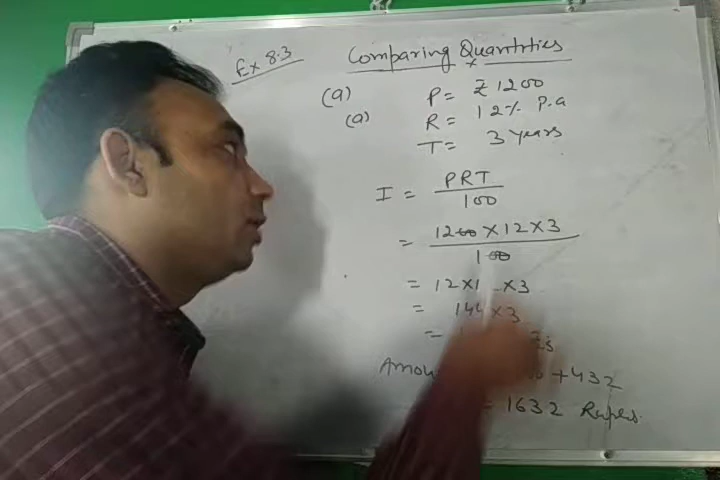 Ex 8.3
Comparing Quantities
(a) P = ₹1200
(a) R = 12% P.a
T = 3 years
I = PRT / 100
= 1200 × 12 × 3 / 100
= 12 × 1 × 3
= 144 × 3
=
Amou + 432
= 1632 Rupees